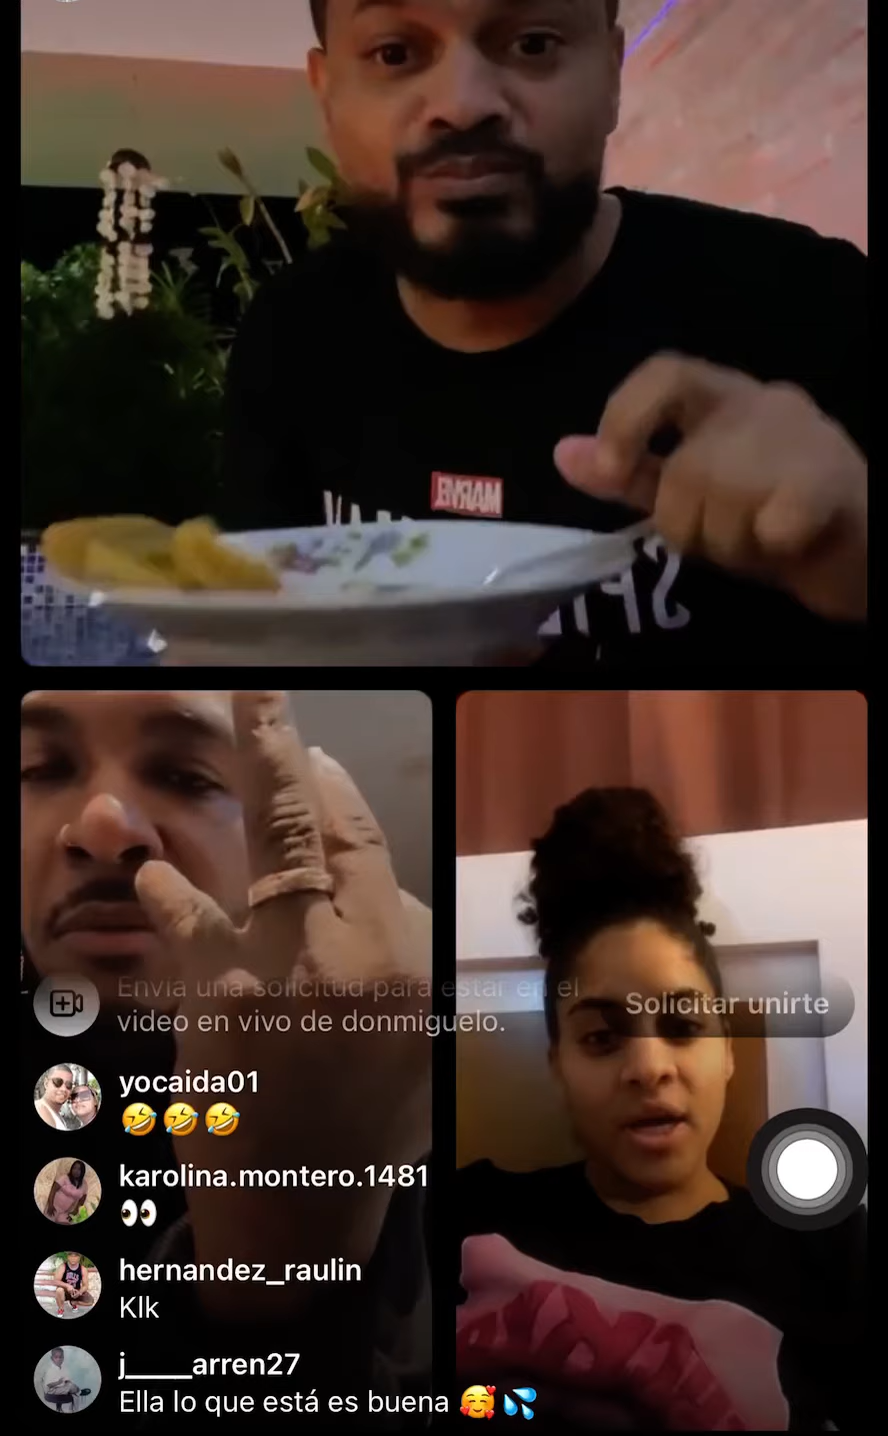 MARVEL
Envía una solicitud para estar en el
video en vivo de donmiguelo.
Solicitar unirte
yocaida01
🤣🤣🤣
karolina.montero.1481
👀
hernandez_raulin
Klk
j____arren27
Ella lo que está es buena 🥰💦